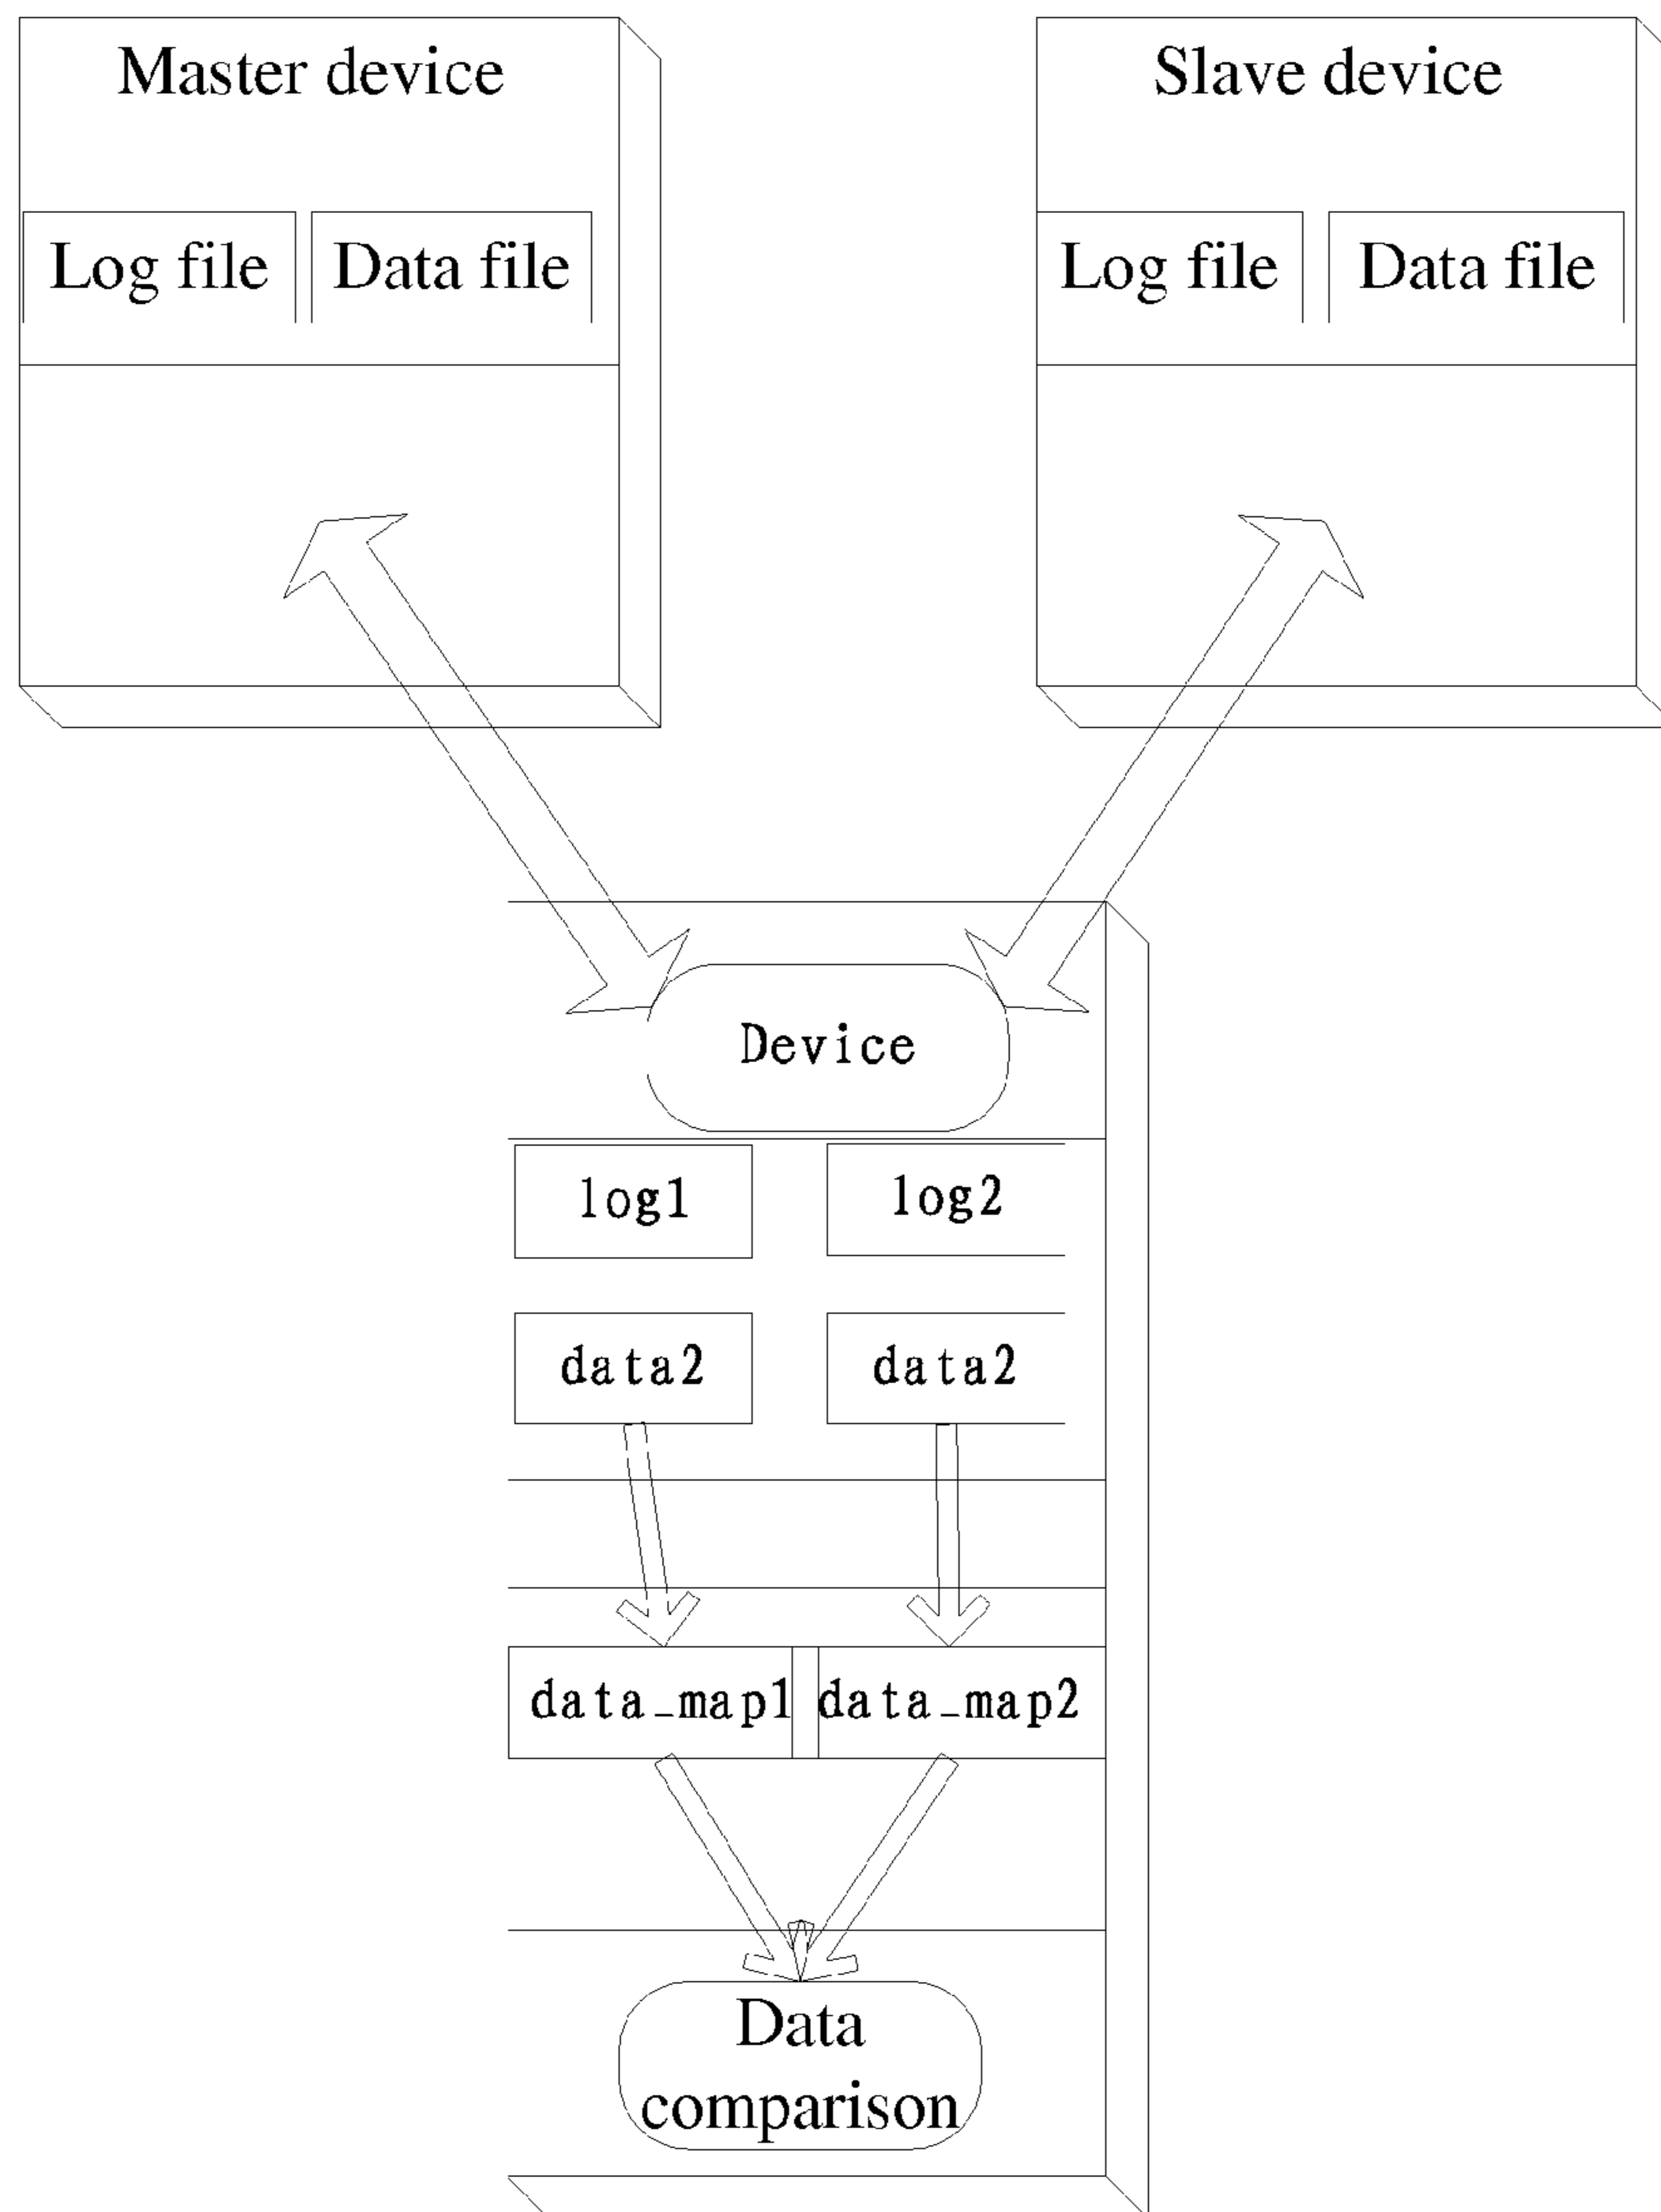 Master device
Slave device
Log file
Data file
Log file
Data file
Device
log1
log2
data2
data2
data_map1
data_map2
Data
comparison